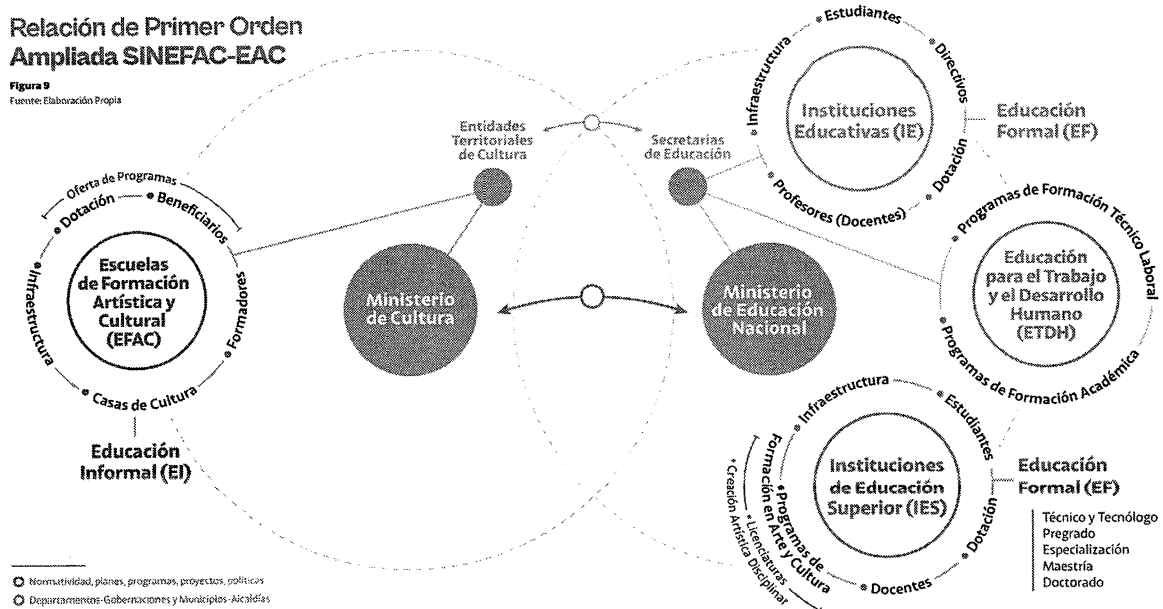 Relación de Primer Orden
Ampliada SINEFAC-EAC
Figura 9
Fuente: Elaboración Propia
Entidades
Territoriales
de Cultura
Secretarias
de Educación
Oferta de Programas
Dotación
Beneficiarios
Infraestructura
Formadores
Casas de Cultura
Escuelas
de Formación
Artística y
Cultural
(EFAC)
Educación
Informal (EI)
Ministerio
de Cultura
Ministerio
de Educación
Nacional
Estudiantes
Infraestructura
Directivos
Dotación
Profesores (Docentes)
Instituciones
Educativas (IE)
Educación
Formal (EF)
Programas de Formación Técnico Laboral
Programas de Formación Académica
Educación
para el Trabajo
y el Desarrollo
Humano
(ETDH)
Infraestructura
Estudiantes
Dotación
Docentes
Programas de
Formación en Arte y Cultura
* Licenciaturas
* Creación Artística Disciplinar
Instituciones
de Educación
Superior (IES)
Educación
Formal (EF)
Técnico y Tecnólogo
Pregrado
Especialización
Maestría
Doctorado
Normatividad, planes, programas, proyectos, políticas
Departamentos-Gobernaciones y Municipios-Alcaldías